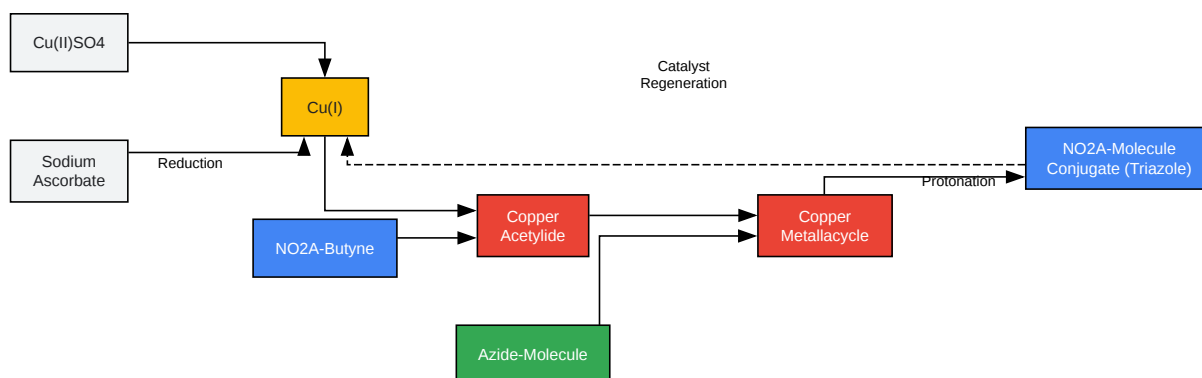 Cu(II)SO4
Catalyst
Regeneration
Cu(I)
Sodium
Ascorbate
Reduction
NO2A-Molecule
Conjugate (Triazole)
Protonation
Copper
Acetylide
Copper
Metallacycle
NO2A-Butyne
Azide-Molecule